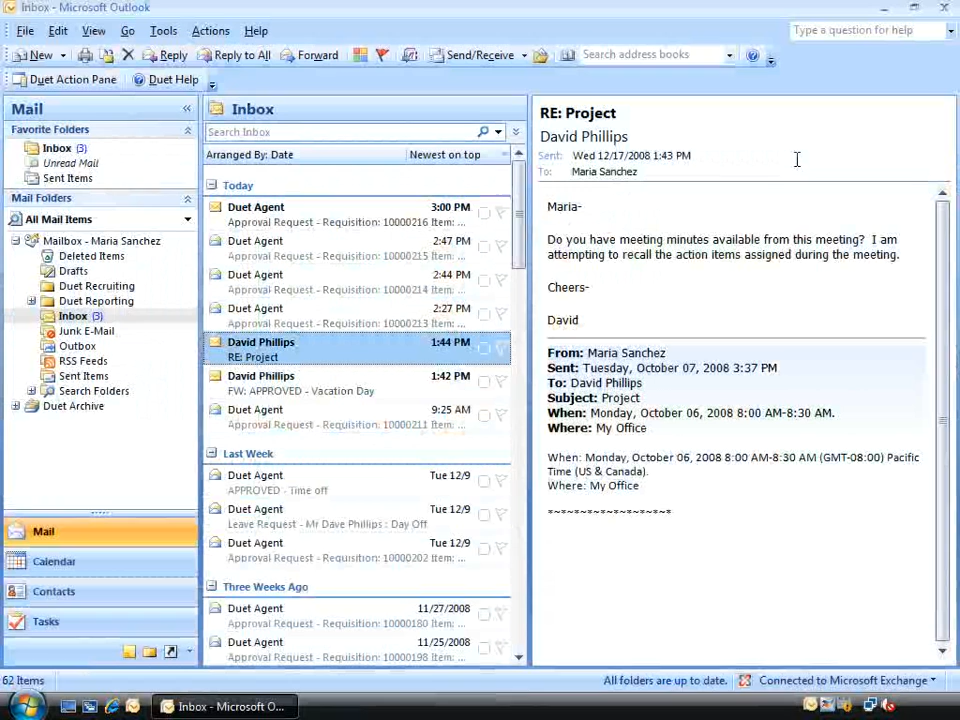 Inbox - Microsoft Outlook
File Edit View Go Tools Actions Help
Type a question for help
New Reply Reply to All Forward Send/Receive Search address books
Duet Action Pane Duet Help
Mail
Favorite Folders
Inbox (3)
Unread Mail
Sent Items
Mail Folders
All Mail Items
Mailbox - Maria Sanchez
Deleted Items
Drafts
Duet Recruiting
Duet Reporting
Inbox (3)
Junk E-Mail
Outbox
RSS Feeds
Sent Items
Search Folders
Duet Archive
Mail
Calendar
Contacts
Tasks
Inbox
Search Inbox
Arranged By: Date Newest on top
Today
Duet Agent 3:00 PM
Approval Request - Requisition: 10000216 Item: ...
Duet Agent 2:47 PM
Approval Request - Requisition: 10000215 Item: ...
Duet Agent 2:44 PM
Approval Request - Requisition: 10000214 Item: ...
Duet Agent 2:27 PM
Approval Request - Requisition: 10000213 Item: ...
David Phillips 1:44 PM
RE: Project
David Phillips 1:42 PM
FW: APPROVED - Vacation Day
Duet Agent 9:25 AM
Approval Request - Requisition: 10000211 Item: ...
Last Week
Duet Agent Tue 12/9
APPROVED - Time off
Duet Agent Tue 12/9
Leave Request - Mr Dave Phillips : Day Off
Duet Agent Tue 12/9
Approval Request - Requisition: 10000202 Item: ...
Three Weeks Ago
Duet Agent 11/27/2008
Approval Request - Requisition: 10000180 Item: ...
Duet Agent 11/25/2008
Approval Request - Requisition: 10000198 Item: ...
RE: Project
David Phillips
Sent: Wed 12/17/2008 1:43 PM
To: Maria Sanchez
Maria-
Do you have meeting minutes available from this meeting? I am
attempting to recall the action items assigned during the meeting.
Cheers-
David
From: Maria Sanchez
Sent: Tuesday, October 07, 2008 3:37 PM
To: David Phillips
Subject: Project
When: Monday, October 06, 2008 8:00 AM-8:30 AM.
Where: My Office
When: Monday, October 06, 2008 8:00 AM-8:30 AM (GMT-08:00) Pacific
Time (US & Canada).
Where: My Office
*~*~*~*~*~*~*~*~*~*
62 Items All folders are up to date. Connected to Microsoft Exchange
Inbox - Microsoft O...